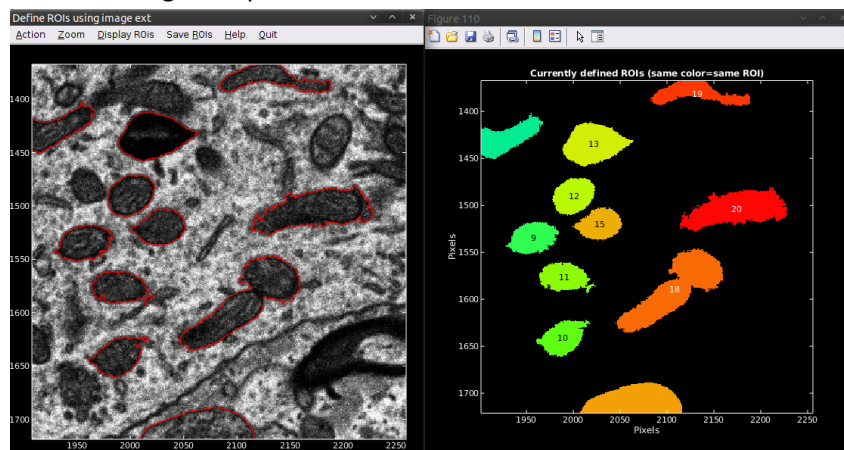 Define ROIs using image ext
Action Zoom Display ROIs Save ROIs Help Quit
1400
1450
1500
1550
1600
1650
1700
1950 2000 2050 2100 2150 2200 2250
Figure 110
Currently defined ROIs (same color=same ROI)
1400
1450
1500
1550
1600
1650
1700
Pixels
19
13
12
15
20
9
11
18
10
1950 2000 2050 2100 2150 2200 2250
Pixels